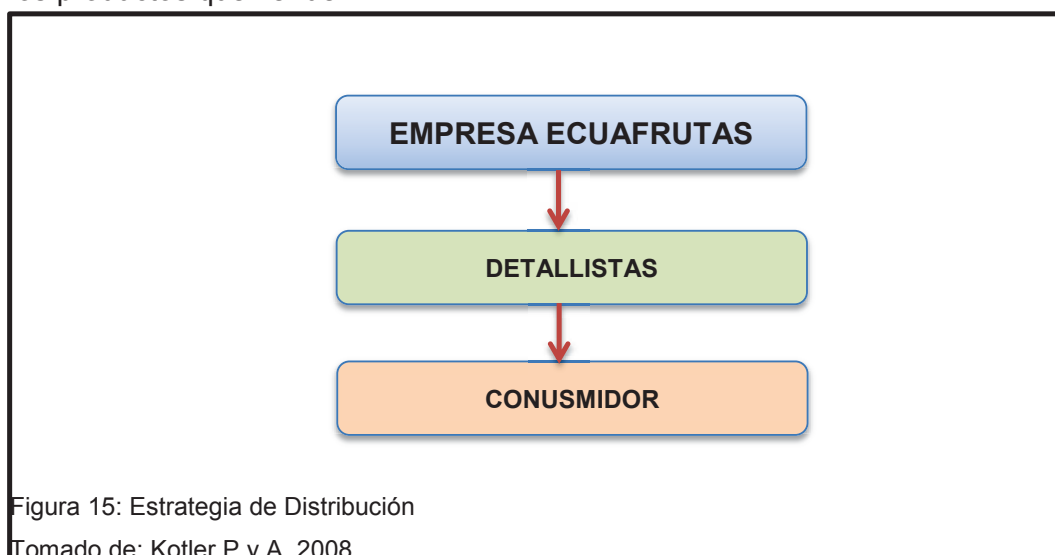 EMPRESA ECUAFRUTAS
DETALLISTAS
CONUSMIDOR
Figura 15: Estrategia de Distribución
Tomado de: Kotler P y A, 2008